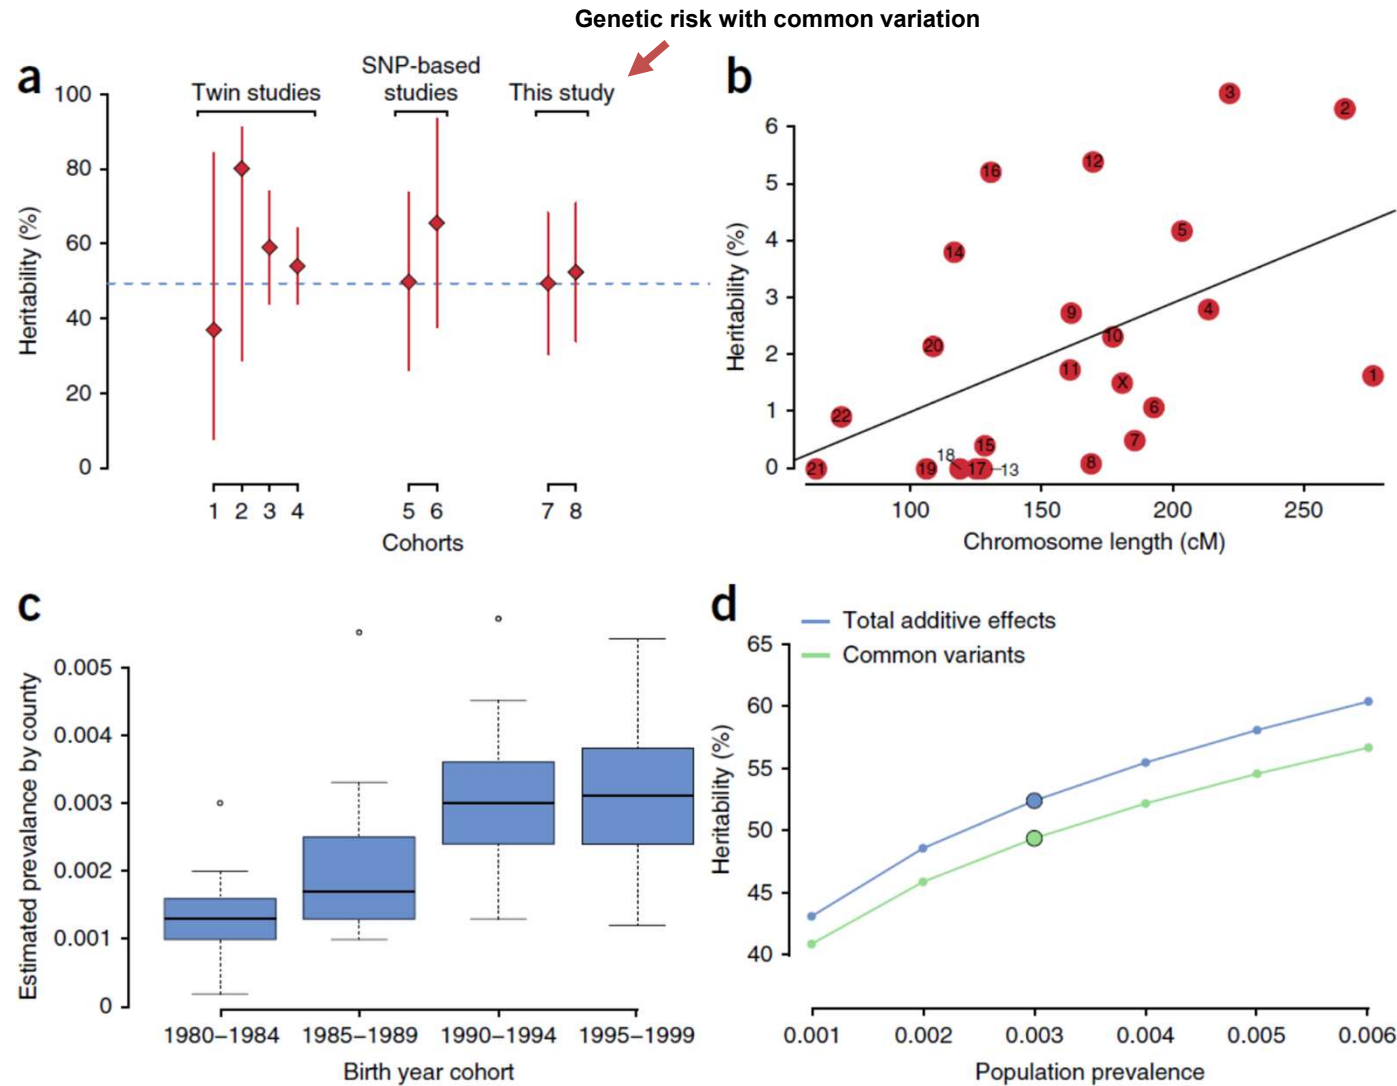 Genetic risk with common variation
a
Twin studies
SNP-based
studies
This study
Heritability (%)
100
80
60
40
20
0
1 2 3 4 5 6 7 8
Cohorts
b
Heritability (%)
6
5
4
3
2
1
0
3
2
12
16
5
14
4
9
10
20
11
X
1
6
22
7
15
8
21
19
18
17
13
100 150 200 250
Chromosome length (cM)
c
Estimated prevalance by county
0.005
0.004
0.003
0.002
0.001
0
1980–1984 1985–1989 1990–1994 1995–1999
Birth year cohort
d
Total additive effects
Common variants
Heritability (%)
65
60
55
50
45
40
0.001 0.002 0.003 0.004 0.005 0.006
Population prevalence